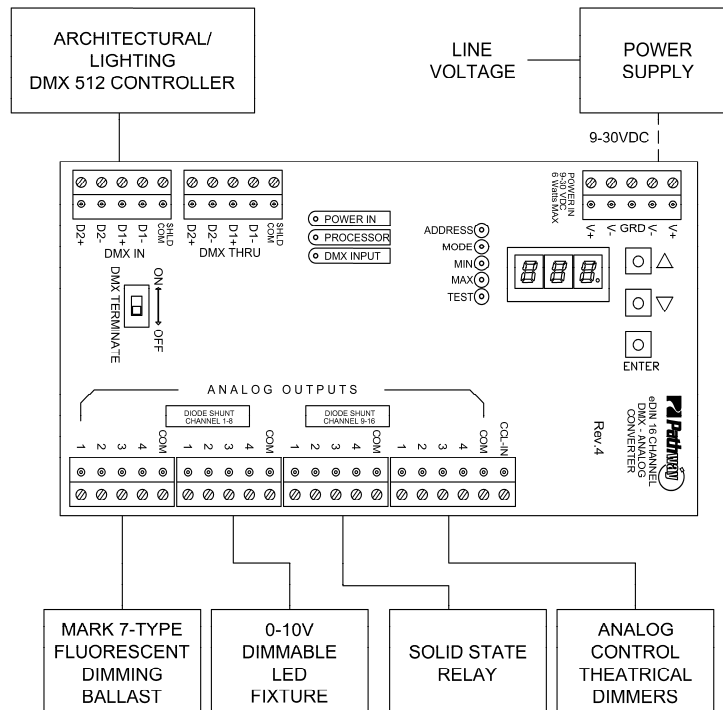 ARCHITECTURAL/
LIGHTING
DMX 512 CONTROLLER
LINE
VOLTAGE
POWER
SUPPLY
9-30VDC
D2+
D2-
D1+
D1-
SHLD
COM
DMX IN
D2+
D2-
D1+
D1-
SHLD
COM
DMX THRU
POWER IN
PROCESSOR
DMX INPUT
ADDRESS
MODE
MIN
MAX
TEST
8 8 8.
POWER IN
9-30 VDC
6 Watts MAX
V+
V-
GRD
V-
V+
ENTER
DMX TERMINATE
ON
OFF
ANALOG OUTPUTS
DIODE SHUNT
CHANNEL 1-8
DIODE SHUNT
CHANNEL 9-16
1
2
3
4
COM
1
2
3
4
COM
1
2
3
4
COM
1
2
3
4
COM
CCL-IN
Rev.4
Pathway
eDIN 16 CHANNEL
DMX - ANALOG
CONVERTER
MARK 7-TYPE
FLUORESCENT
DIMMING
BALLAST
0-10V
DIMMABLE
LED
FIXTURE
SOLID STATE
RELAY
ANALOG
CONTROL
THEATRICAL
DIMMERS